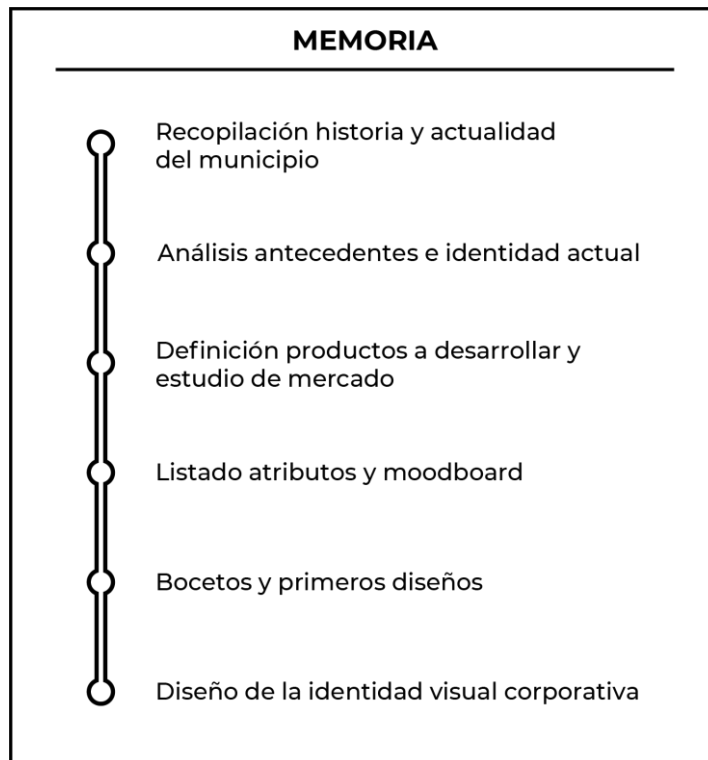 MEMORIA
Recopilación historia y actualidad
del municipio
Análisis antecedentes e identidad actual
Definición productos a desarrollar y
estudio de mercado
Listado atributos y moodboard
Bocetos y primeros diseños
Diseño de la identidad visual corporativa